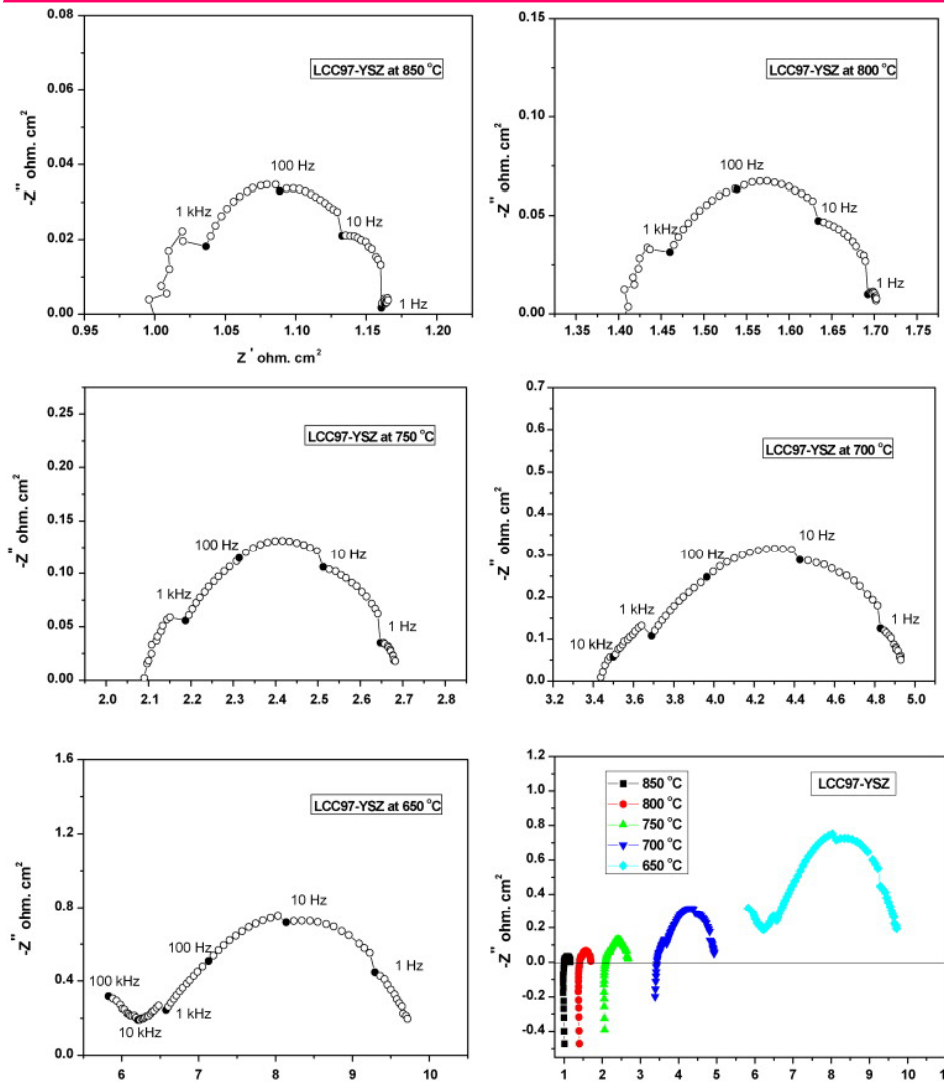 LCC97-YSZ at 850 °C
-Z" ohm. cm²
0.08
0.06
0.04
0.02
0.00
1 kHz
100 Hz
10 Hz
1 Hz
0.95 1.00 1.05 1.10 1.15 1.20
Z ' ohm. cm²
LCC97-YSZ at 800 °C
-Z" ohm. cm²
0.15
0.10
0.05
0.00
1 kHz
100 Hz
10 Hz
1 Hz
1.35 1.40 1.45 1.50 1.55 1.60 1.65 1.70 1.75
LCC97-YSZ at 750 °C
-Z" ohm. cm²
0.25
0.20
0.15
0.10
0.05
0.00
1 kHz
100 Hz
10 Hz
1 Hz
2.0 2.1 2.2 2.3 2.4 2.5 2.6 2.7 2.8
LCC97-YSZ at 700 °C
-Z" ohm. cm²
0.7
0.6
0.5
0.4
0.3
0.2
0.1
0.0
10 kHz
1 kHz
100 Hz
10 Hz
1 Hz
3.2 3.4 3.6 3.8 4.0 4.2 4.4 4.6 4.8 5.0
LCC97-YSZ at 650 °C
-Z" ohm. cm²
1.6
1.2
0.8
0.4
0.0
100 kHz
10 kHz
1 kHz
100 Hz
10 Hz
1 Hz
6 7 8 9 10
LCC97-YSZ
850 °C
800 °C
750 °C
700 °C
650 °C
-Z" ohm. cm²
1.2
1.0
0.8
0.6
0.4
0.2
0.0
-0.2
-0.4
1 2 3 4 5 6 7 8 9 10 11